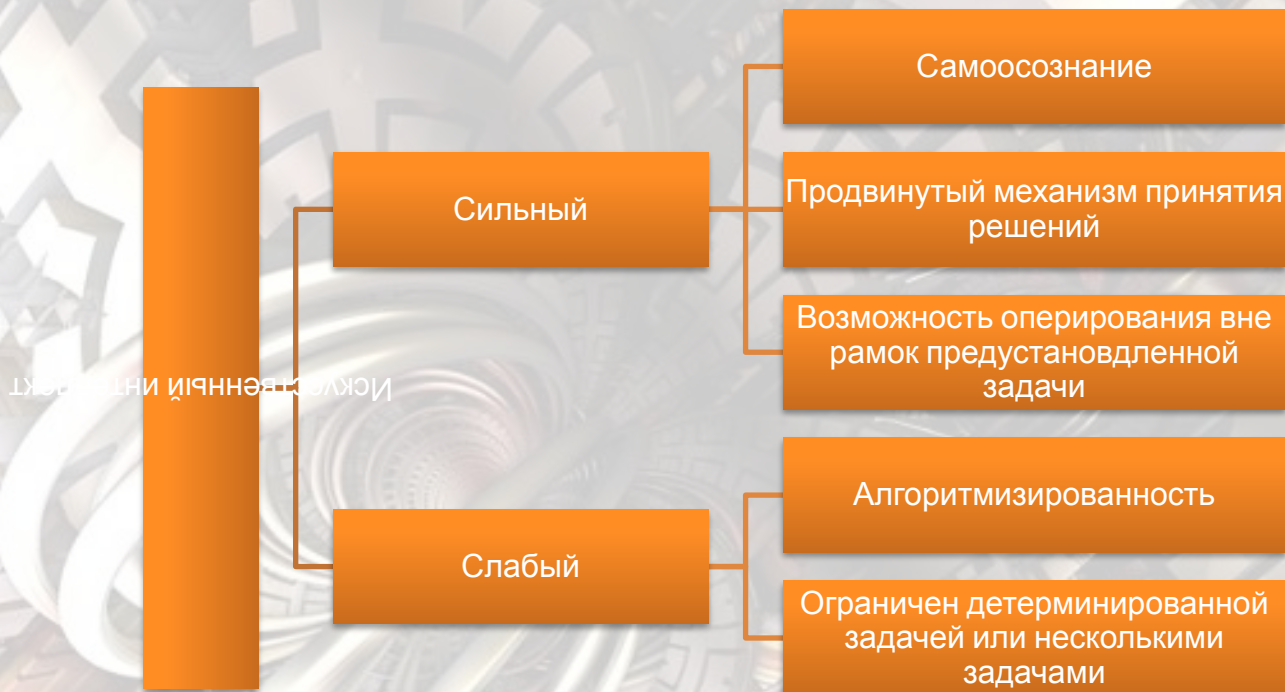 Самоосознание
Сильный
Продвинутый механизм принятия
решений
Возможность оперирования вне
рамок предустановдленной
задачи
Алгоритмизированность
Слабый
Ограничен детерминированной
задачей или несколькими
задачами